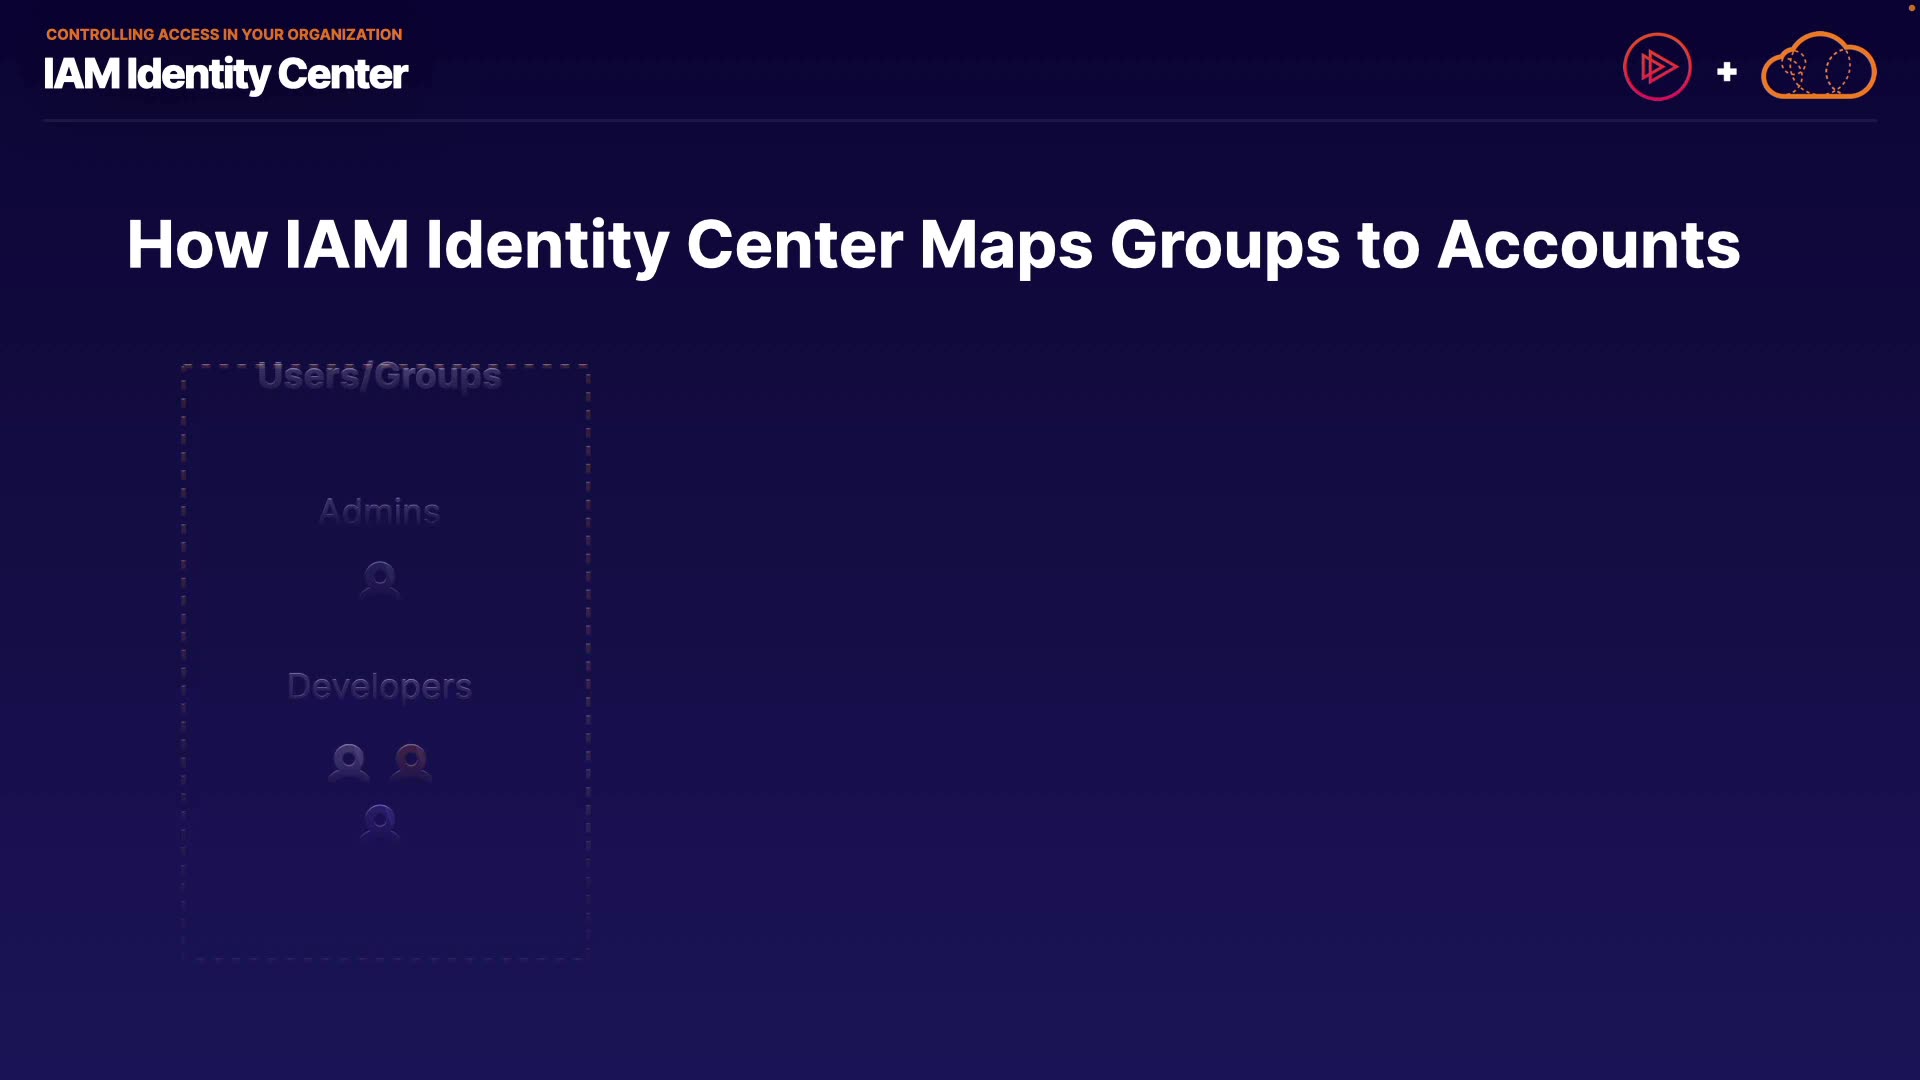 CONTROLLING ACCESS IN YOUR ORGANIZATION
IAM Identity Center
How IAM Identity Center Maps Groups to Accounts
Users/Groups
Admins
Developers